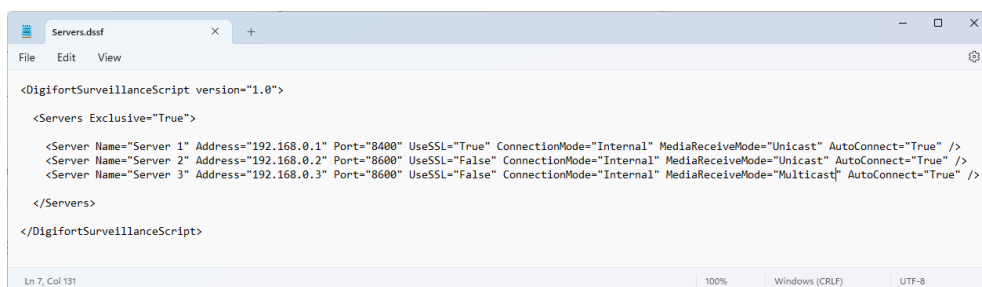 Servers.dssf
File Edit View
<DigifortSurveillanceScript version="1.0">
<Servers Exclusive="True">
<Server Name="Server 1" Address="192.168.0.1" Port="8400" UseSSL="True" ConnectionMode="Internal" MediaReceiveMode="Unicast" AutoConnect="True" />
<Server Name="Server 2" Address="192.168.0.2" Port="8600" UseSSL="False" ConnectionMode="Internal" MediaReceiveMode="Unicast" AutoConnect="True" />
<Server Name="Server 3" Address="192.168.0.3" Port="8600" UseSSL="False" ConnectionMode="Internal" MediaReceiveMode="Multicast" AutoConnect="True" />
</Servers>
</DigifortSurveillanceScript>
Ln 7, Col 131 100% Windows (CRLF) UTF-8